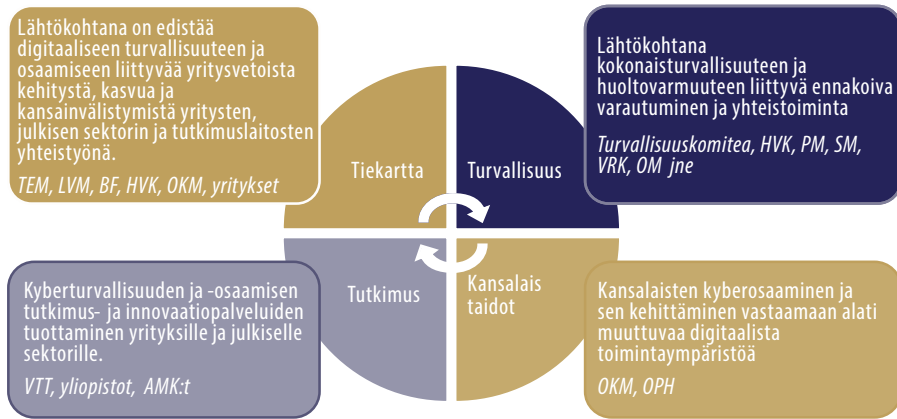 Lähtökohtana on edistää
digitaaliseen turvallisuuteen ja
osaamiseen liittyvää yritysvetoista
kehitystä, kasvua ja
kansainvälistymistä yritysten,
julkisen sektorin ja tutkimuslaitosten
yhteistyönä.
TEM, LVM, BF, HVK, OKM, yritykset
Tiekartta
Turvallisuus
Lähtökohtana
kokonaisturvallisuuteen ja
huoltovarmuuteen liittyvä ennakoiva
varautuminen ja yhteistoiminta
Turvallisuuskomitea, HVK, PM, SM,
VRK, OM jne
Kyberturvallisuuden ja -osaamisen
tutkimus- ja innovaatiopalveluiden
tuottaminen yrityksille ja julkiselle
sektorille.
VTT, yliopistot, AMK:t
Tutkimus
Kansalais
taidot
Kansalaisten kyberosaaminen ja
sen kehittäminen vastaamaan alati
muuttuvaa digitaalista
toimintaympäristöä
OKM, OPH